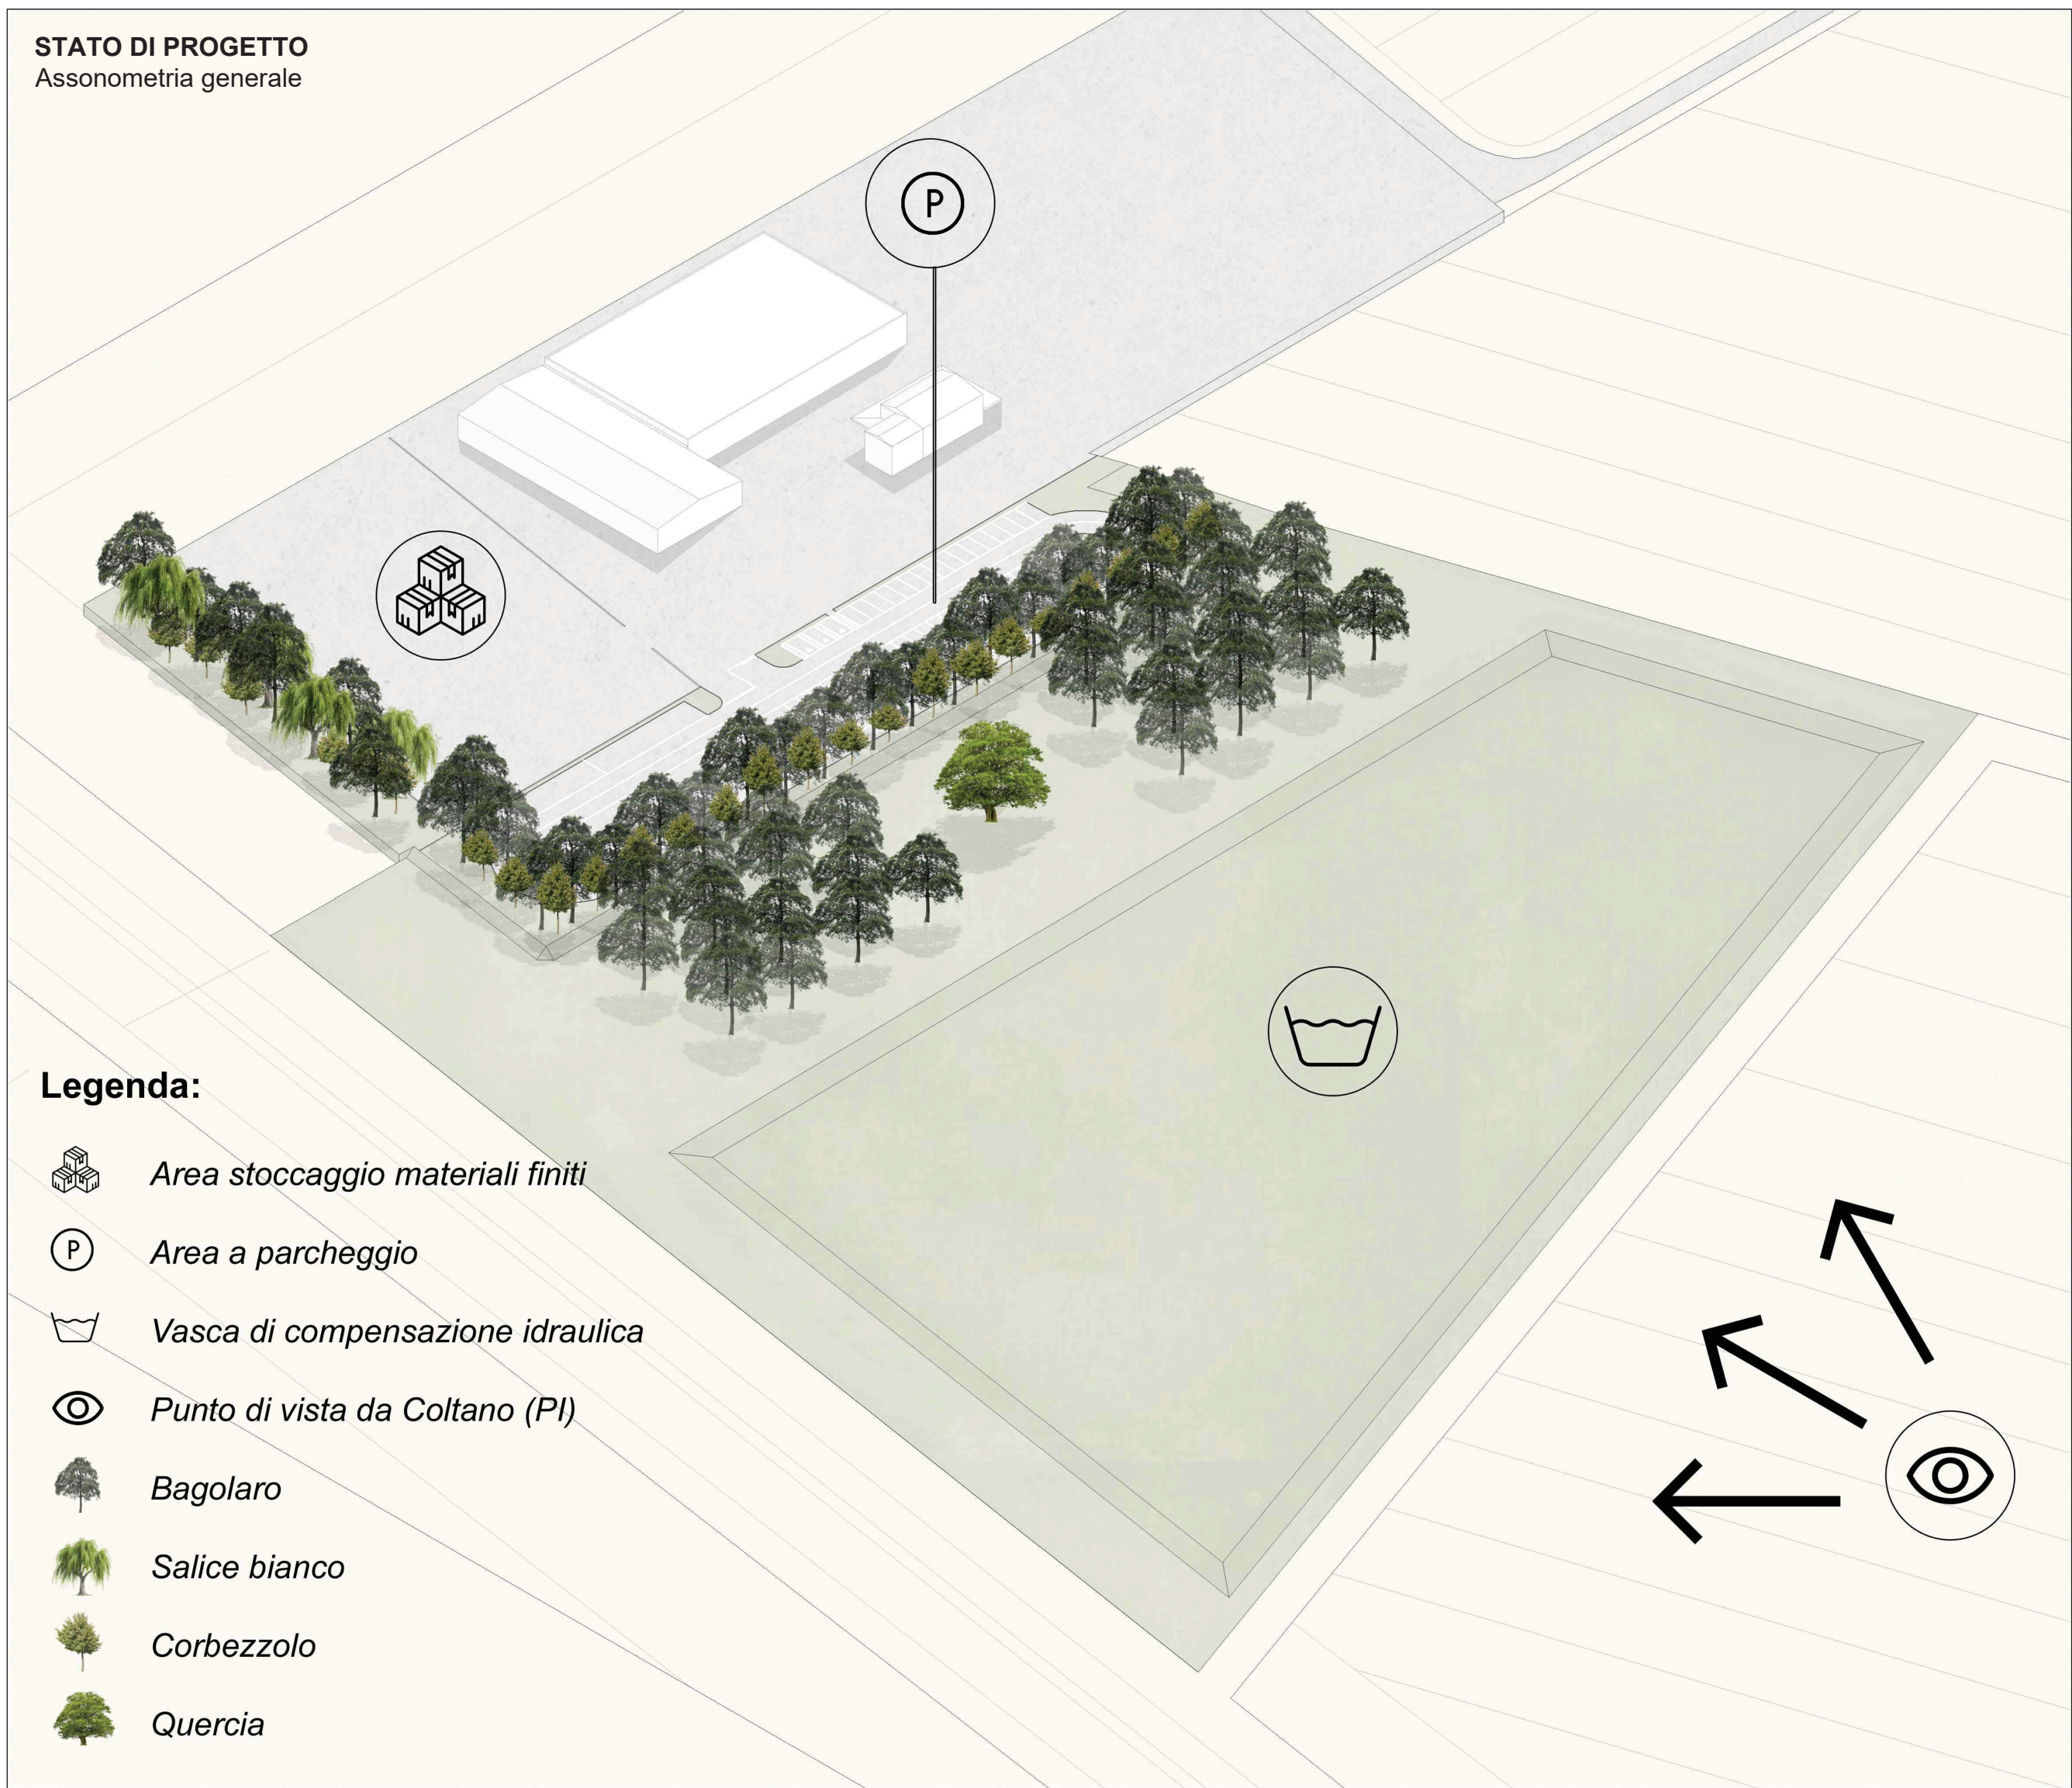 STATO DI PROGETTO
Assonometria generale
P
Legenda:
Area stoccaggio materiali finiti
P
Area a parcheggio
Vasca di compensazione idraulica
Punto di vista da Coltano (PI)
Bagolaro
Salice bianco
Corbezzolo
Quercia